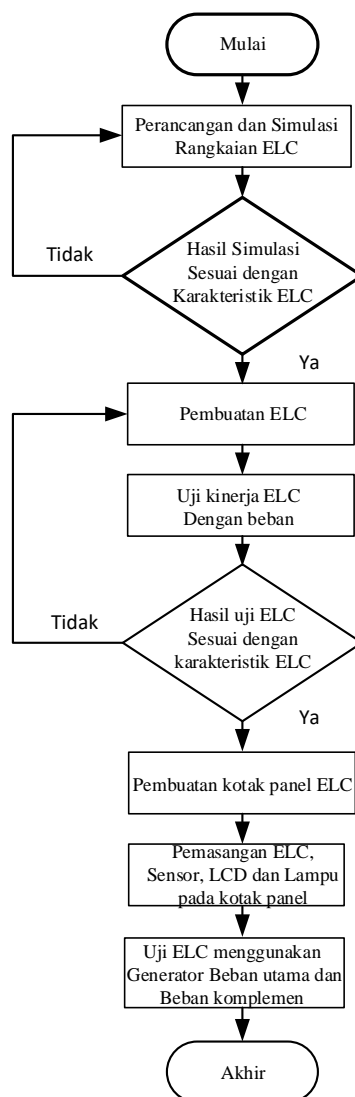 Mulai
Perancangan dan Simulasi
Rangkaian ELC
Tidak
Hasil Simulasi
Sesuai dengan
Karakteristik ELC
Ya
Pembuatan ELC
Uji kinerja ELC
Dengan beban
Tidak
Hasil uji ELC
Sesuai dengan
karakteristik ELC
Ya
Pembuatan kotak panel ELC
Pemasangan ELC,
Sensor, LCD dan Lampu
pada kotak panel
Uji ELC menggunakan
Generator Beban utama dan
Beban komplemen
Akhir